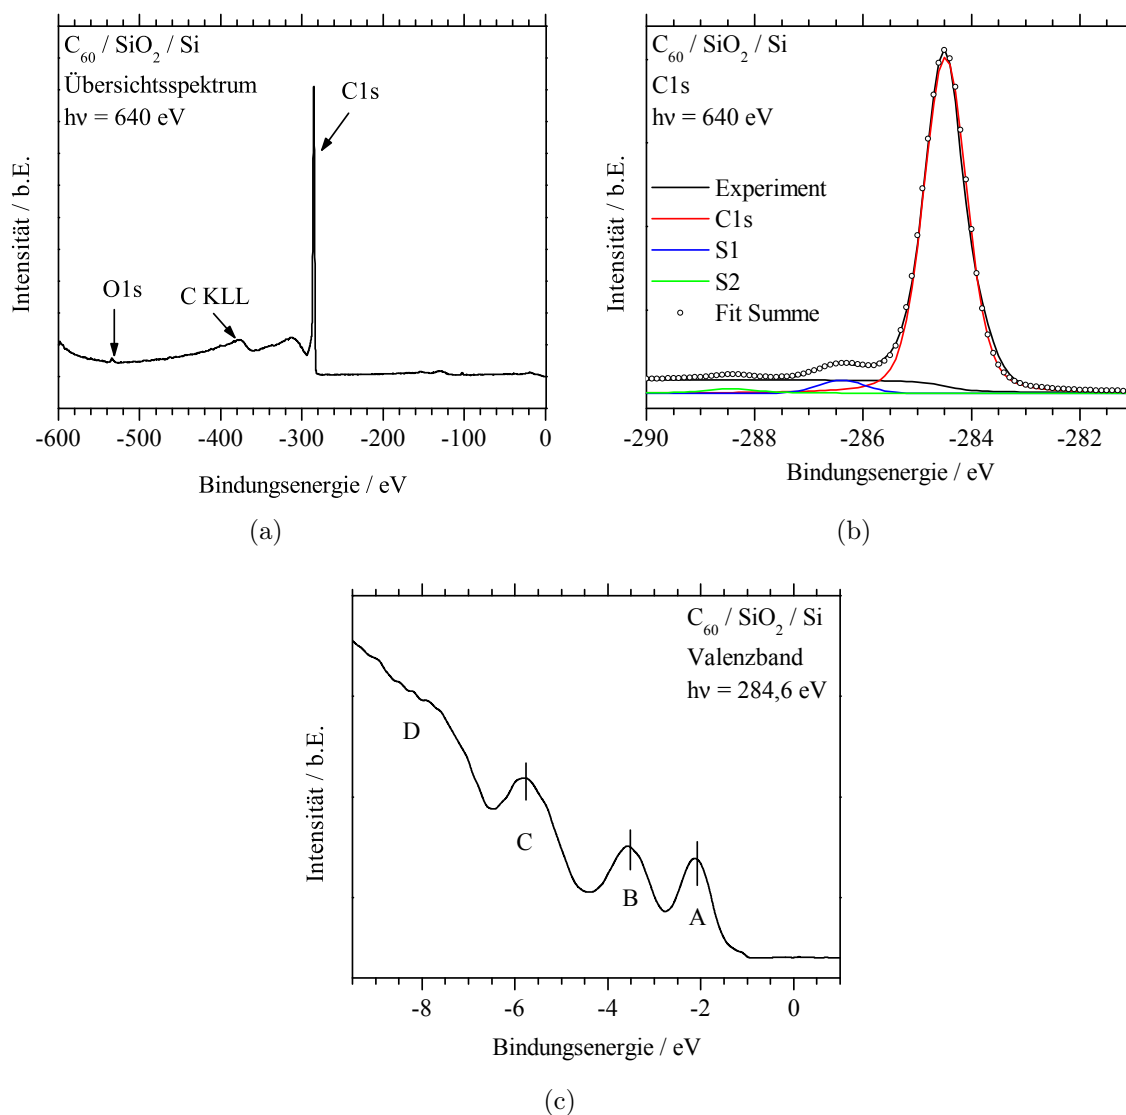 C60 / SiO2 / Si
Übersichtsspektrum
hν = 640 eV
C1s
O1s
C KLL
Intensität / b.E.
-600 -500 -400 -300 -200 -100 0
Bindungsenergie / eV
(a)
C60 / SiO2 / Si
C1s
hν = 640 eV
Experiment
C1s
S1
S2
Fit Summe
Intensität / b.E.
-290 -288 -286 -284 -282
Bindungsenergie / eV
(b)
C60 / SiO2 / Si
Valenzband
hν = 284,6 eV
D
C
B
A
Intensität / b.E.
-8 -6 -4 -2 0
Bindungsenergie / eV
(c)